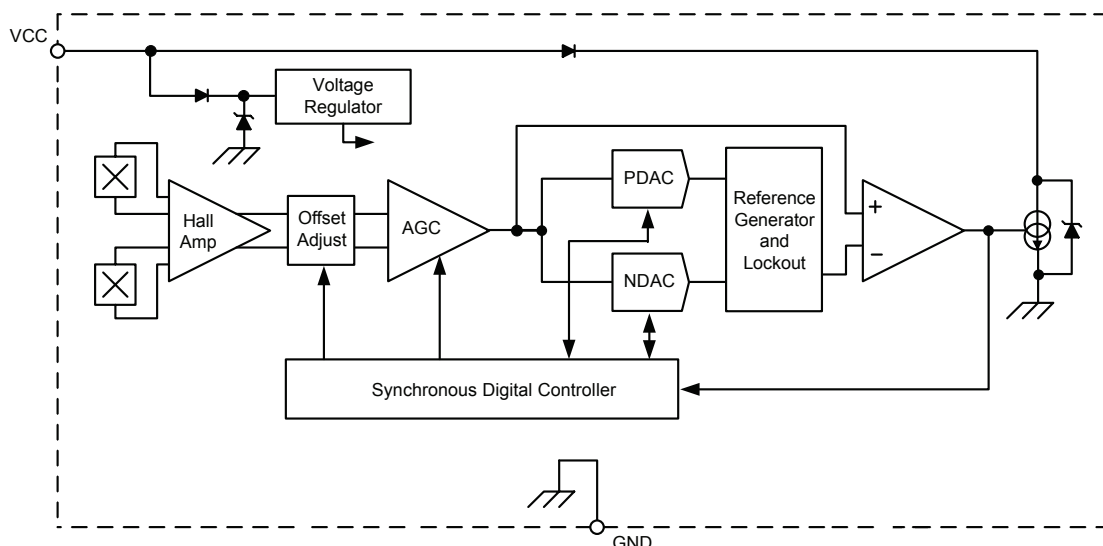 VCC
Voltage
Regulator
Hall
Amp
Offset
Adjust
AGC
PDAC
NDAC
Reference
Generator
and
Lockout
+
−
Synchronous Digital Controller
GND